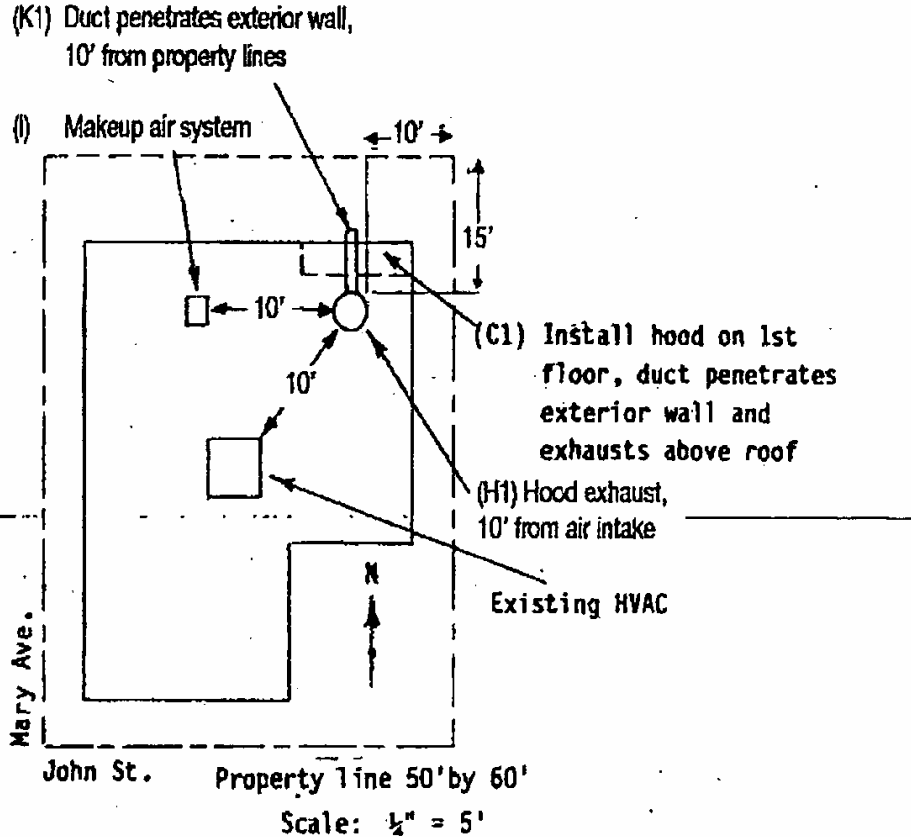 (K1) Duct penetrates exterior wall,
10' from property lines
(I) Makeup air system
10'
15'
10'
10'
(C1) Install hood on 1st
floor, duct penetrates
exterior wall and
exhausts above roof
(H1) Hood exhaust,
10' from air intake
N
Existing HVAC
Mary Ave.
John St.
Property line 50' by 60'
Scale: ¼" = 5'